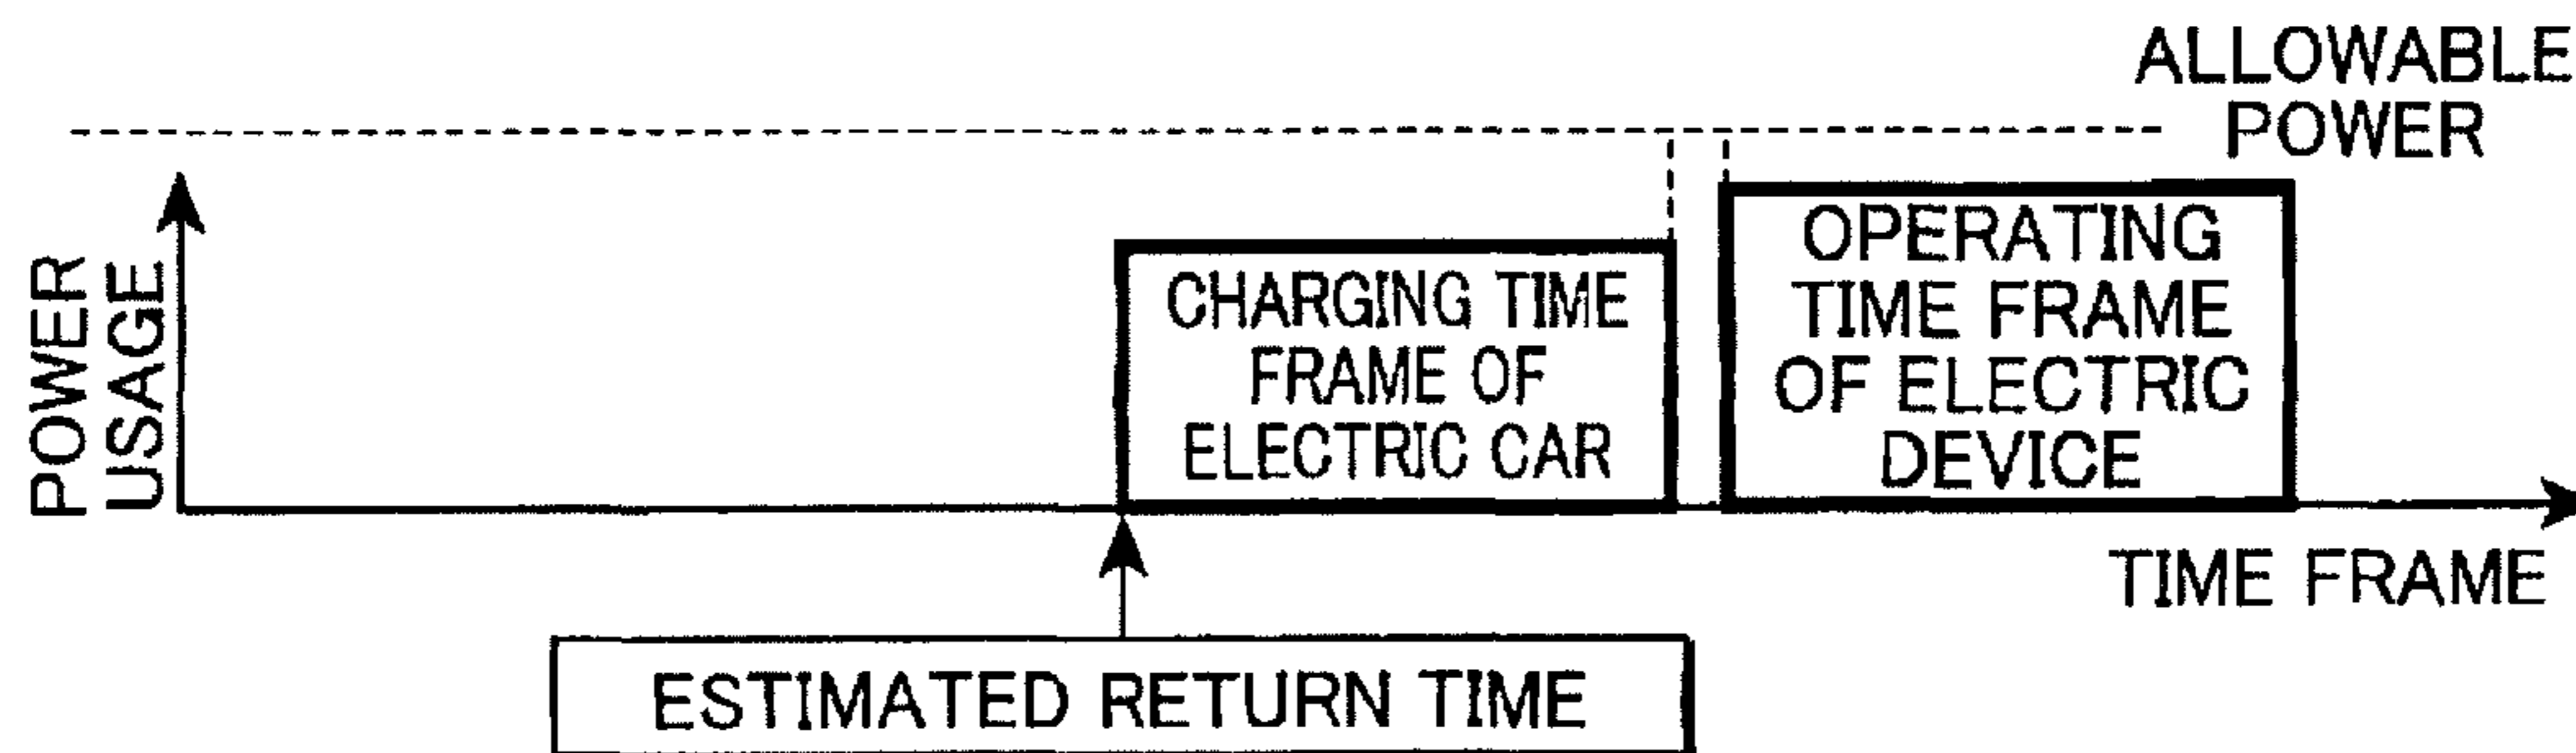 ALLOWABLE
POWER
POWER
USAGE
CHARGING TIME
FRAME OF
ELECTRIC CAR
OPERATING
TIME FRAME
OF ELECTRIC
DEVICE
TIME FRAME
ESTIMATED RETURN TIME